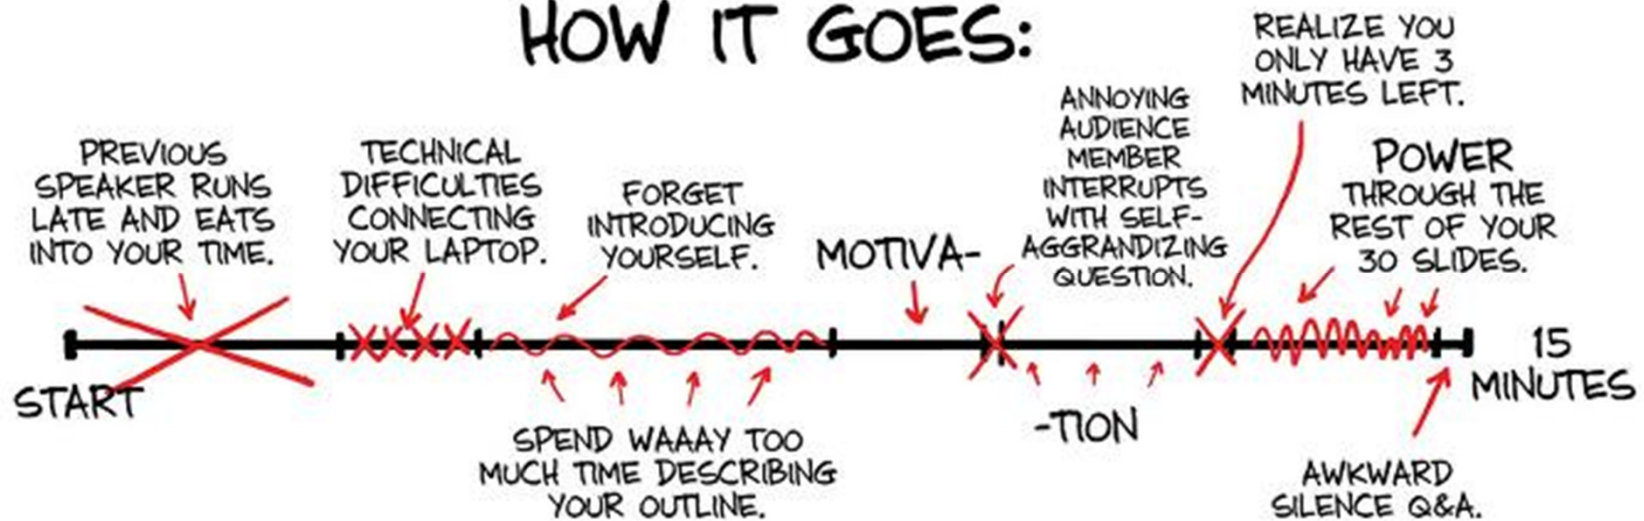 HOW IT GOES:
PREVIOUS
SPEAKER RUNS
LATE AND EATS
INTO YOUR TIME.
TECHNICAL
DIFFICULTIES
CONNECTING
YOUR LAPTOP.
FORGET
INTRODUCING
YOURSELF.
MOTIVA-
ANNOYING
AUDIENCE
MEMBER
INTERRUPTS
WITH SELF-
AGGRANDIZING
QUESTION.
REALIZE YOU
ONLY HAVE 3
MINUTES LEFT.
POWER
THROUGH THE
REST OF YOUR
30 SLIDES.
START
SPEND WAAAY TOO
MUCH TIME DESCRIBING
YOUR OUTLINE.
-TION
AWKWARD
SILENCE Q&A.
15
MINUTES